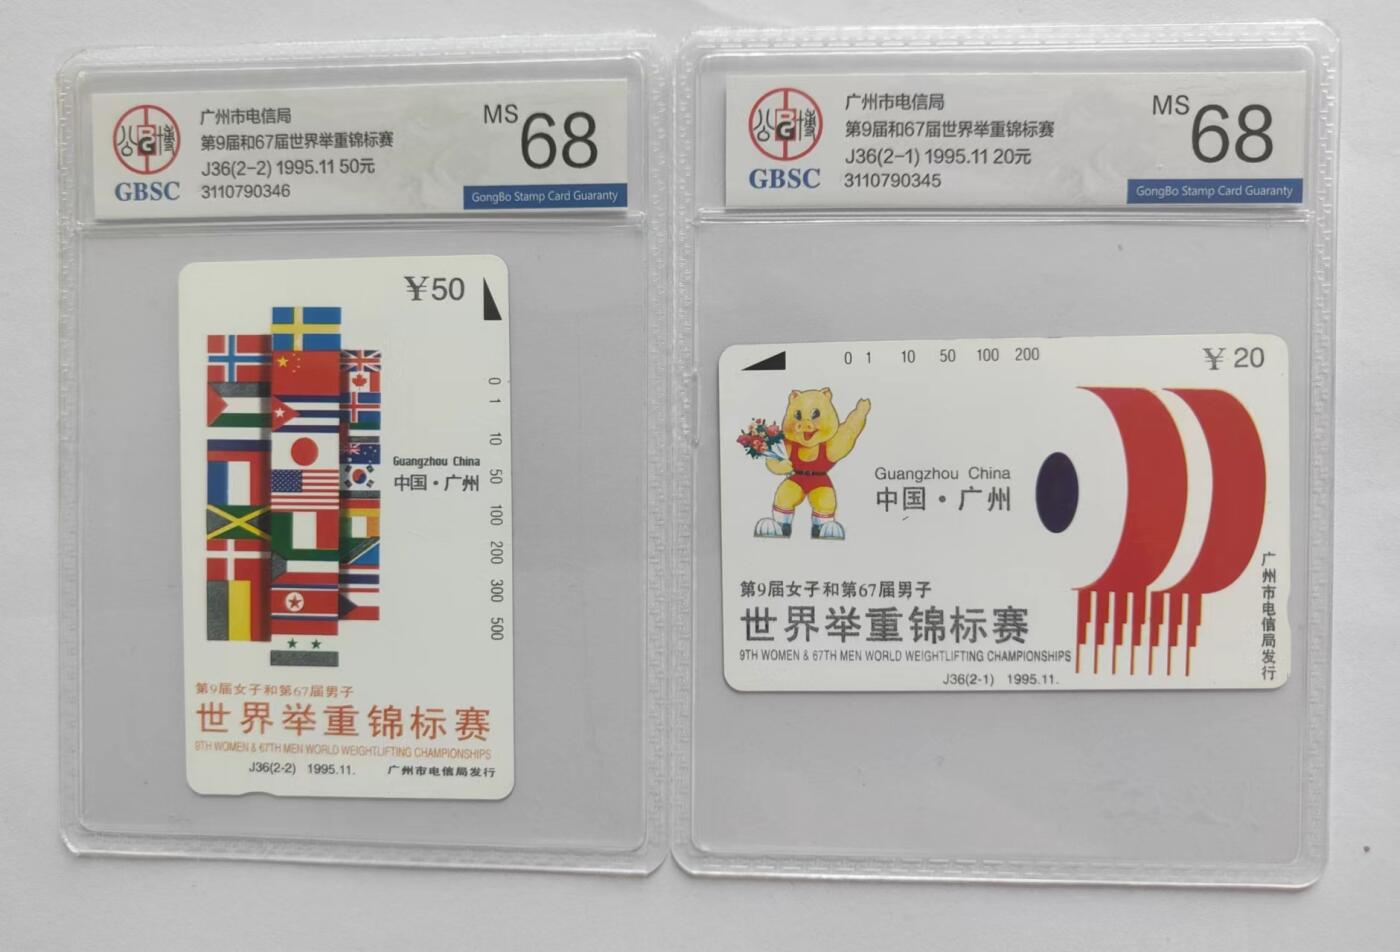 公博
BG
GBSC
广州市电信局
第9届和67届世界举重锦标赛
J36(2-2) 1995.11 50元
3110790346
MS 68
GongBo Stamp Card Guaranty
¥50
0 1 10 50 100 200 300 500
Guangzhou China
中国·广州
第9届女子和第67届男子
世界举重锦标赛
9TH WOMEN & 67TH MEN WORLD WEIGHTLIFTING CHAMPIONSHIPS
J36(2-2) 1995.11. 广州市电信局发行
公博
BG
GBSC
广州市电信局
第9届和67届世界举重锦标赛
J36(2-1) 1995.11 20元
3110790345
MS 68
GongBo Stamp Card Guaranty
0 1 10 50 100 200
¥20
Guangzhou China
中国·广州
第9届女子和第67届男子
世界举重锦标赛
9TH WOMEN & 67TH MEN WORLD WEIGHTLIFTING CHAMPIONSHIPS
J36(2-1) 1995.11.
广州市电信局发行